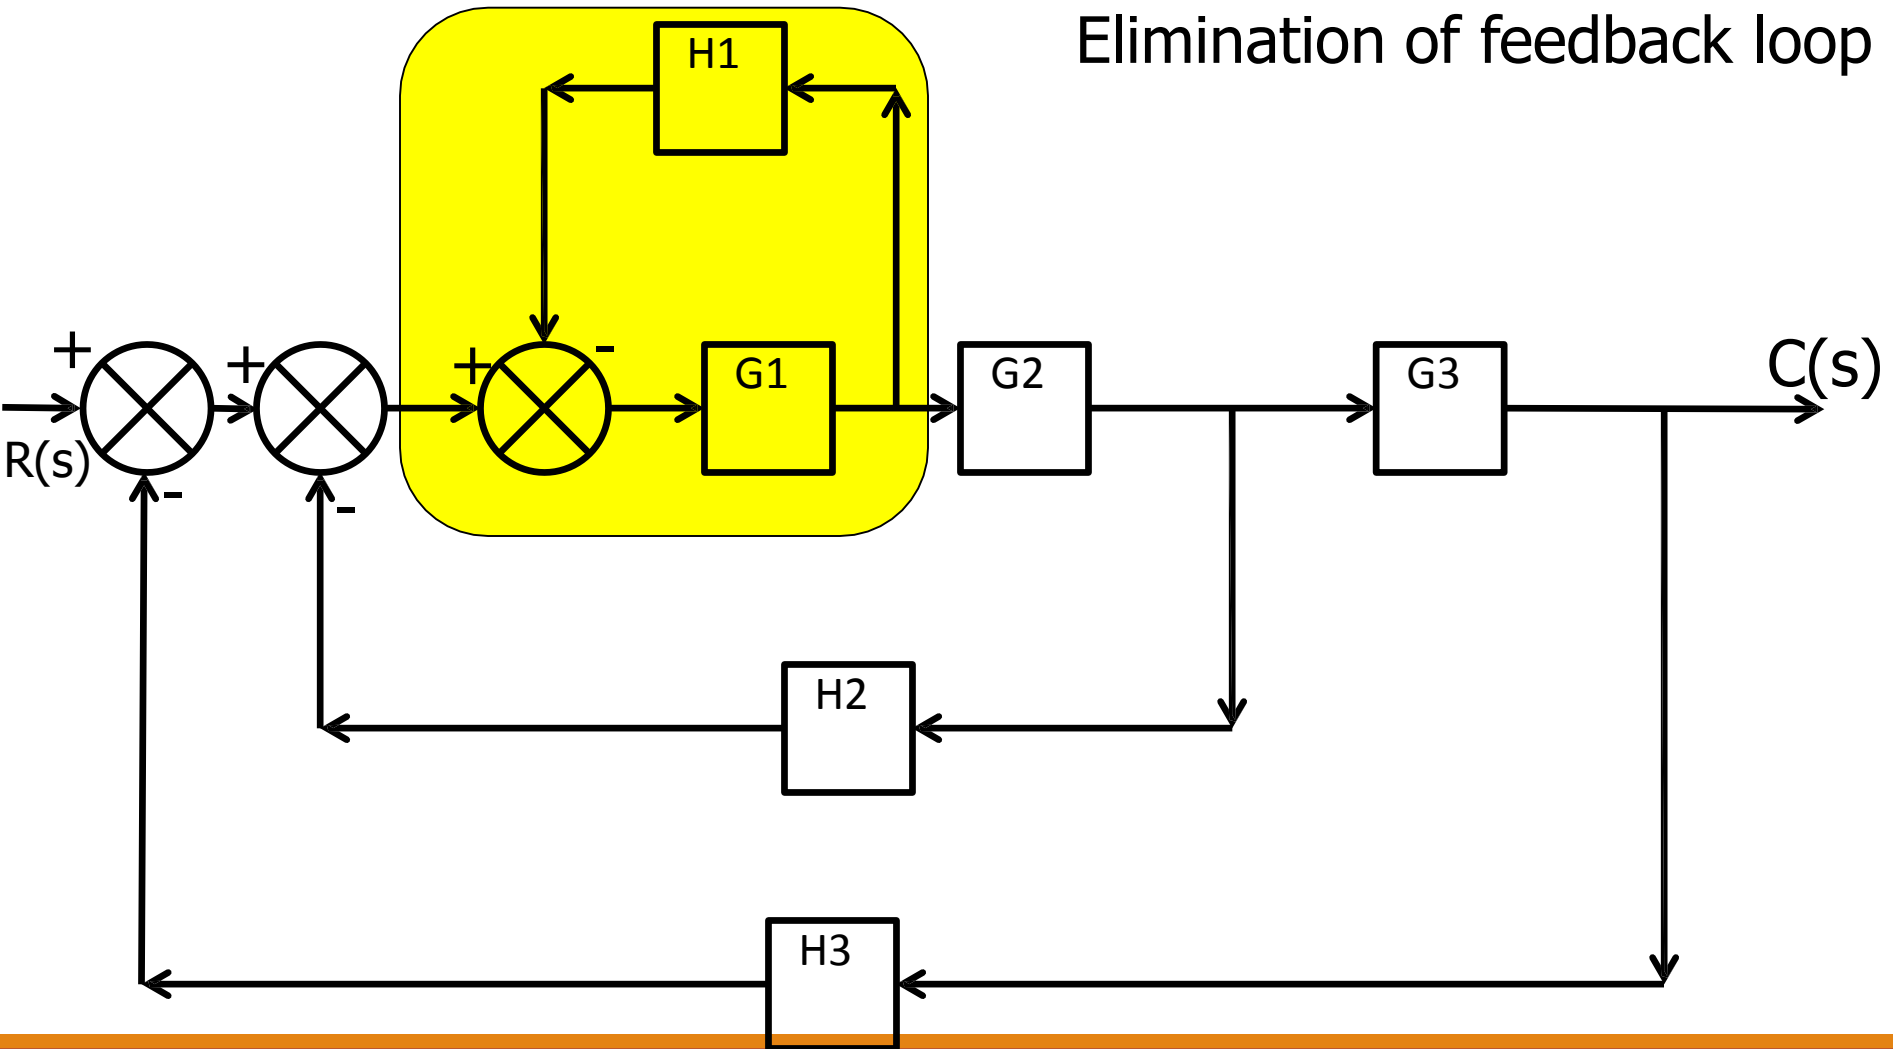 Elimination of feedback loop
H1
+
+
+
-
G1
G2
G3
C(s)
R(s)
-
-
H2
H3